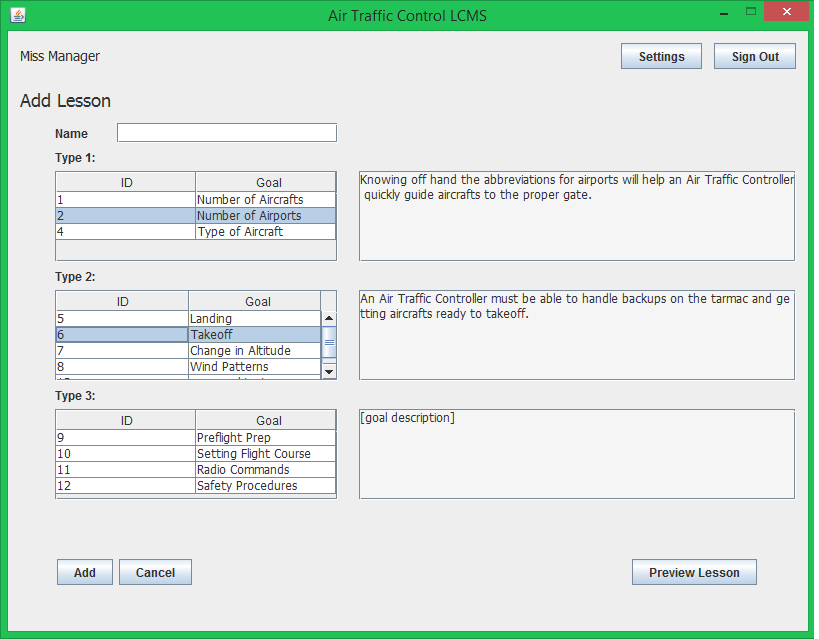 Air Traffic Control LCMS
Miss Manager
Settings
Sign Out
Add Lesson
Name
Type 1:
ID Goal
1 Number of Aircrafts
2 Number of Airports
4 Type of Aircraft
Knowing off hand the abbreviations for airports will help an Air Traffic Controller
quickly guide aircrafts to the proper gate.
Type 2:
ID Goal
5 Landing
6 Takeoff
7 Change in Altitude
8 Wind Patterns
An Air Traffic Controller must be able to handle backups on the tarmac and ge
tting aircrafts ready to takeoff.
Type 3:
ID Goal
9 Preflight Prep
10 Setting Flight Course
11 Radio Commands
12 Safety Procedures
[goal description]
Add
Cancel
Preview Lesson